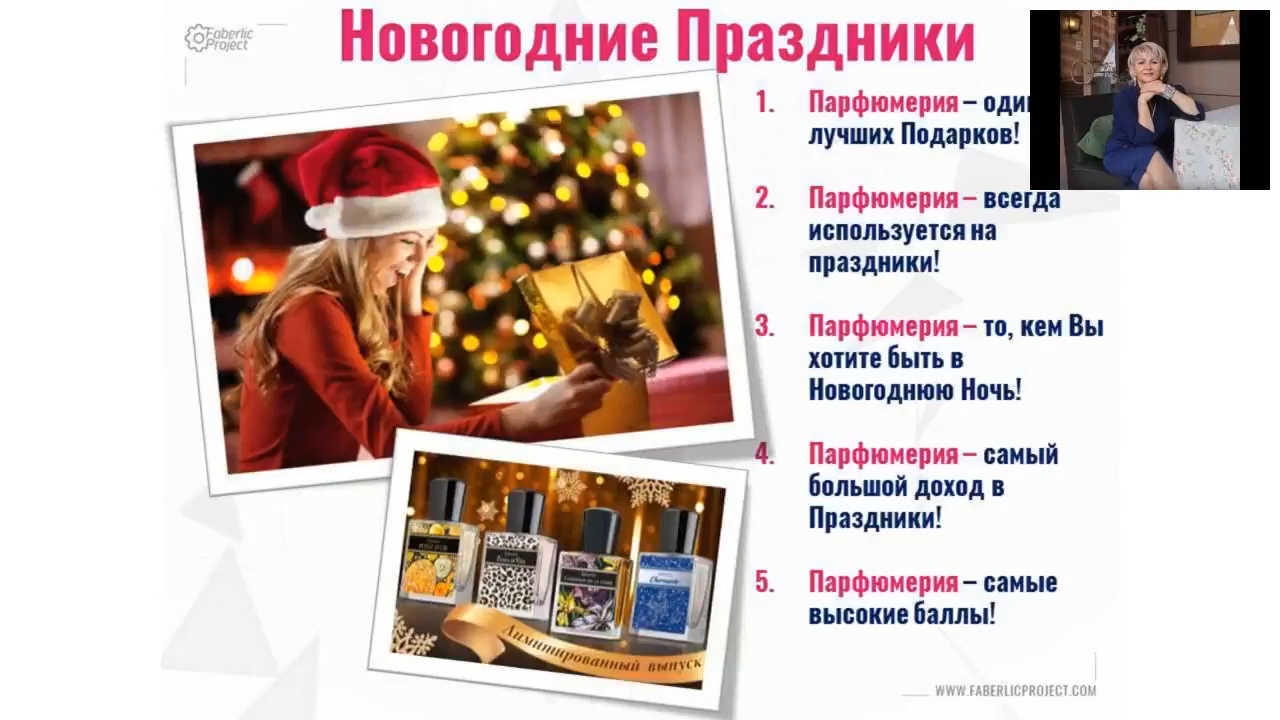 Faberlic
Project
Новогодние Праздники
1. Парфюмерия – оди
лучших Подарков!
2. Парфюмерия – всегда
используется на
праздники!
3. Парфюмерия – то, кем Вы
хотите быть в
Новогоднюю Ночь!
4. Парфюмерия – самый
большой доход в
Праздники!
5. Парфюмерия – самые
высокие баллы!
Лимитированный выпуск
WWW.FABERLICPROJECT.COM